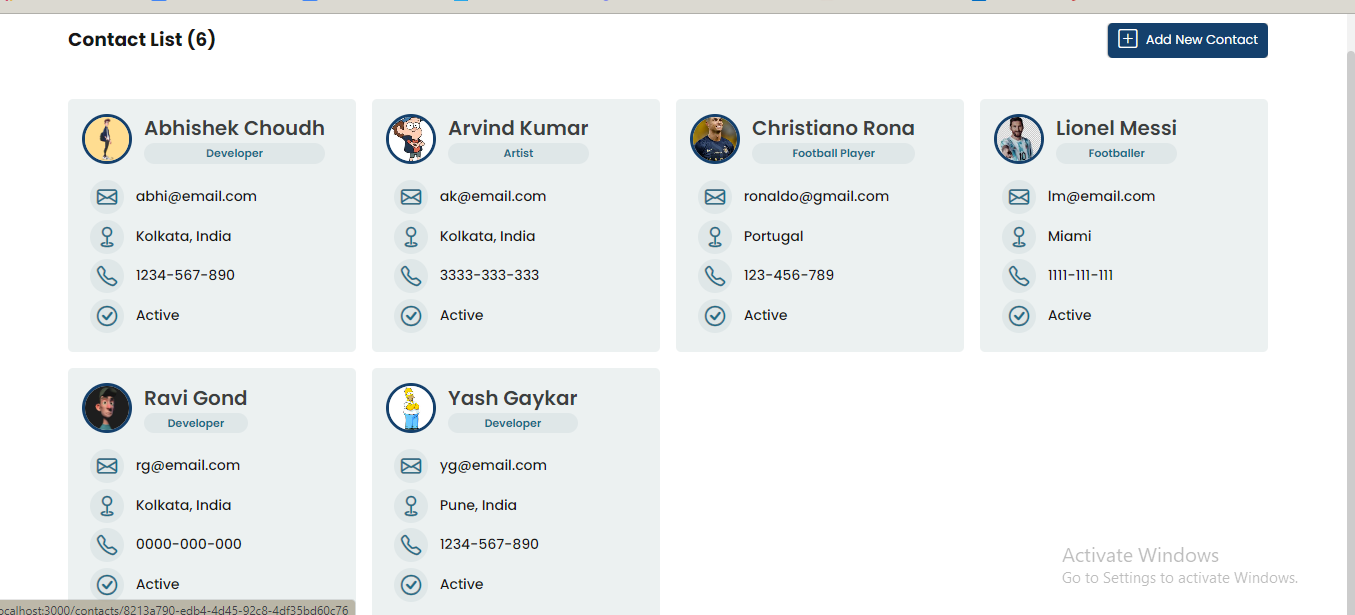 Contact List (6)
Add New Contact
Abhishek Choudh
Developer
abhi@email.com
Kolkata, India
1234-567-890
Active
Arvind Kumar
Artist
ak@email.com
Kolkata, India
3333-333-333
Active
Christiano Rona
Football Player
ronaldo@gmail.com
Portugal
123-456-789
Active
Lionel Messi
Footballer
lm@email.com
Miami
1111-111-111
Active
Ravi Gond
Developer
rg@email.com
Kolkata, India
0000-000-000
Active
Yash Gaykar
Developer
yg@email.com
Pune, India
1234-567-890
Active
Activate Windows
Go to Settings to activate Windows.
ocalhost:3000/contacts/8213a790-edb4-4d45-92c8-4df35bd60c76